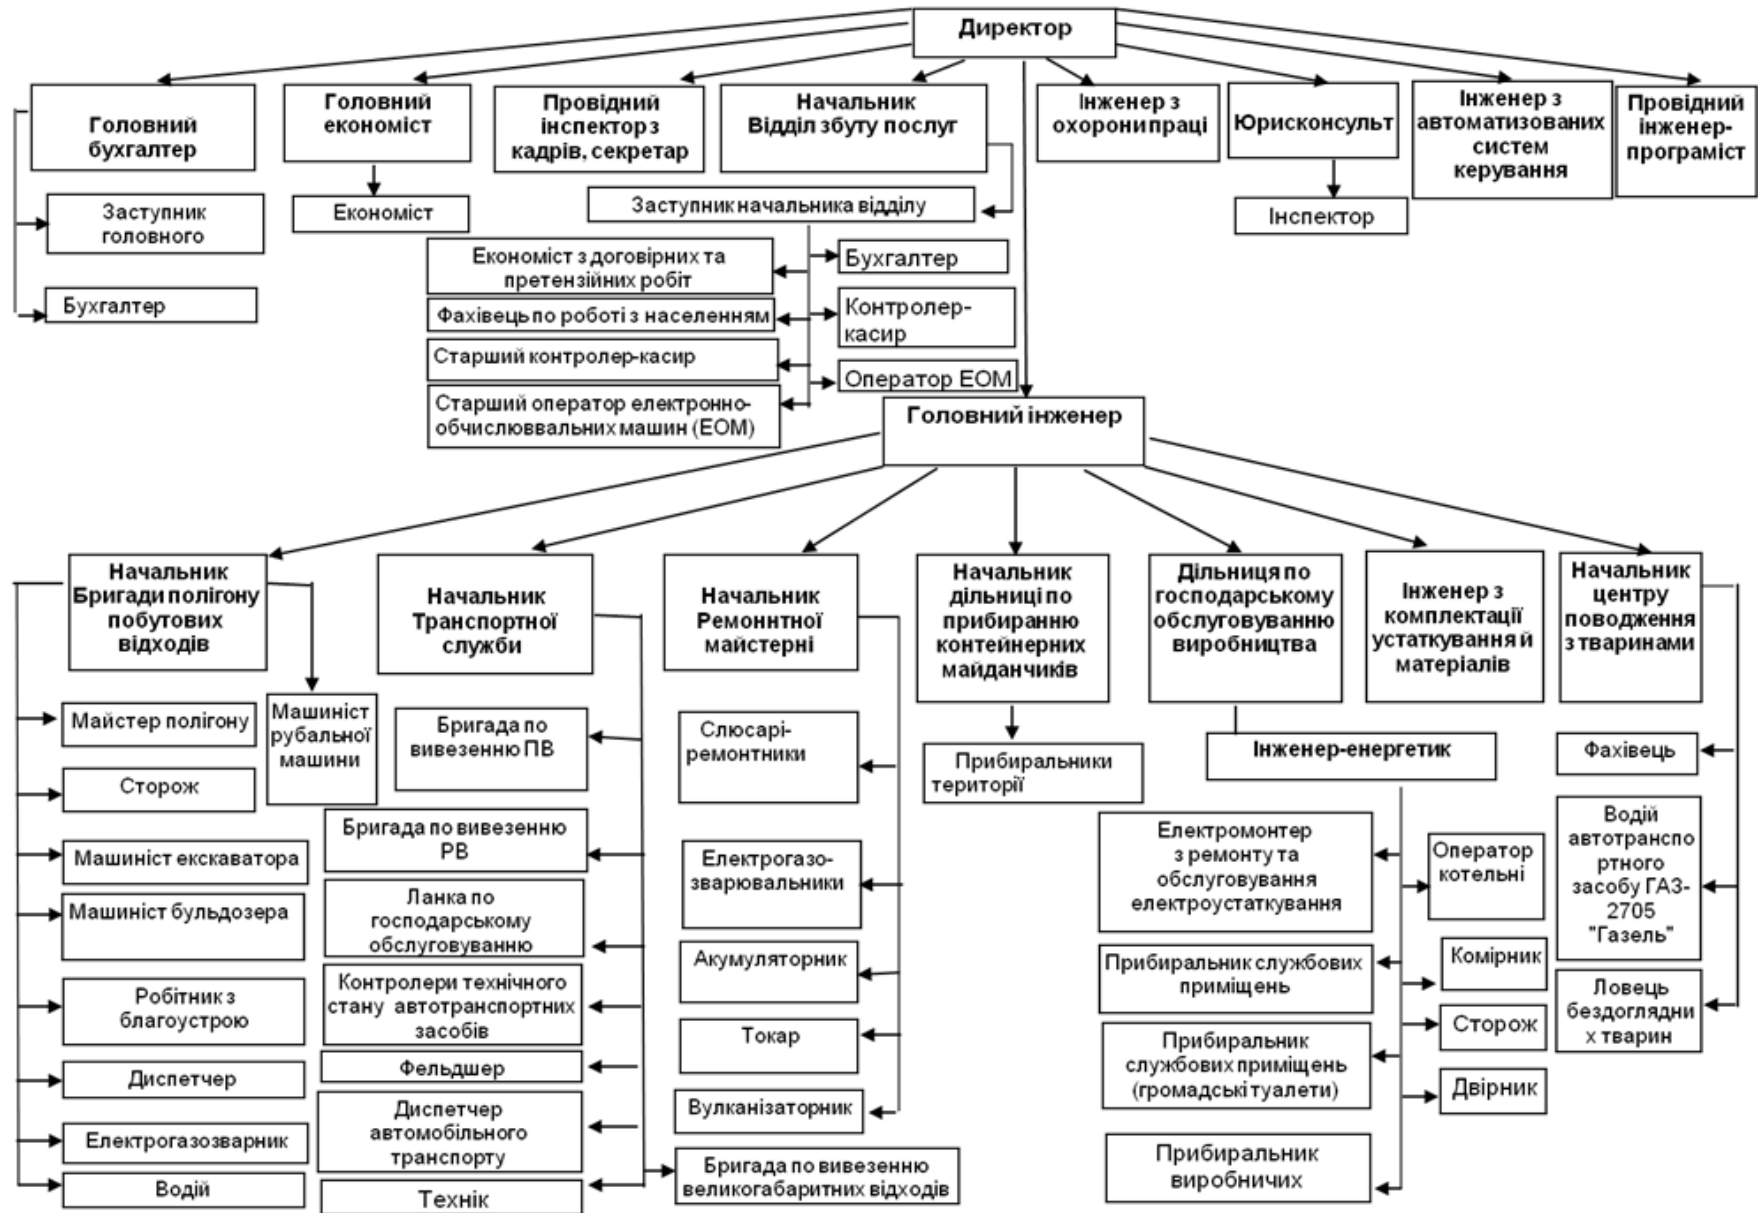 Директор
Головний
бухгалтер
Головний
економіст
Провідний
інспектор з
кадрів, секретар
Начальник
Відділ збуту послуг
Інженер з
охорони праці
Юрисконсульт
Інженер з
автоматизованих
систем
керування
Провідний
інженер-
програміст
Заступник
головного
Бухгалтер
Економіст
Заступник начальника відділу
Інспектор
Економіст з договірних та
претензійних робіт
Фахівець по роботі з населенням
Старший контролер-касир
Старший оператор електронно-
обчислюввальних машин (ЕОМ)
Бухгалтер
Контролер-
касир
Оператор ЕОМ
Головний інженер
Начальник
Бригади полігону
побутових
відходів
Начальник
Транспортної
служби
Начальник
Ремоннтної
майстерні
Начальник
дільниці по
прибиранню
контейнерних
майданчиків
Дільниця по
господарському
обслуговуванню
виробництва
Інженер з
комплектації
устаткування й
матеріалів
Начальник
центру
поводження
з тваринами
Майстер полігону
Сторож
Машиніст екскаватора
Машиніст бульдозера
Робітник з
благоустрою
Диспетчер
Електрогазозварник
Водій
Машиніст
рубальної
машини
Бригада по
вивезенню ПВ
Бригада по вивезенню
РВ
Ланка по
господарському
обслуговуванню
Контролери технічного
стану автотранспортних
засобів
Фельдшер
Диспетчер
автомобільного
транспорту
Технік
Слюсарі-
ремонтники
Електрогазо-
зварювальники
Акумуляторник
Токар
Вулканізаторник
Бригада по вивезенню
великогабаритних відходів
Прибиральники
території
Інженер-енергетик
Електромонтер
з ремонту та
обслуговування
електроустаткування
Прибиральник службових
приміщень
Прибиральник
службових приміщень
(громадські туалети)
Прибиральник
виробничих
Оператор
котельні
Комірник
Сторож
Двірник
Фахівець
Водій
автотранспо
ртного
засобу ГАЗ-
2705
"Газель"
Ловець
бездоглядни
х тварин